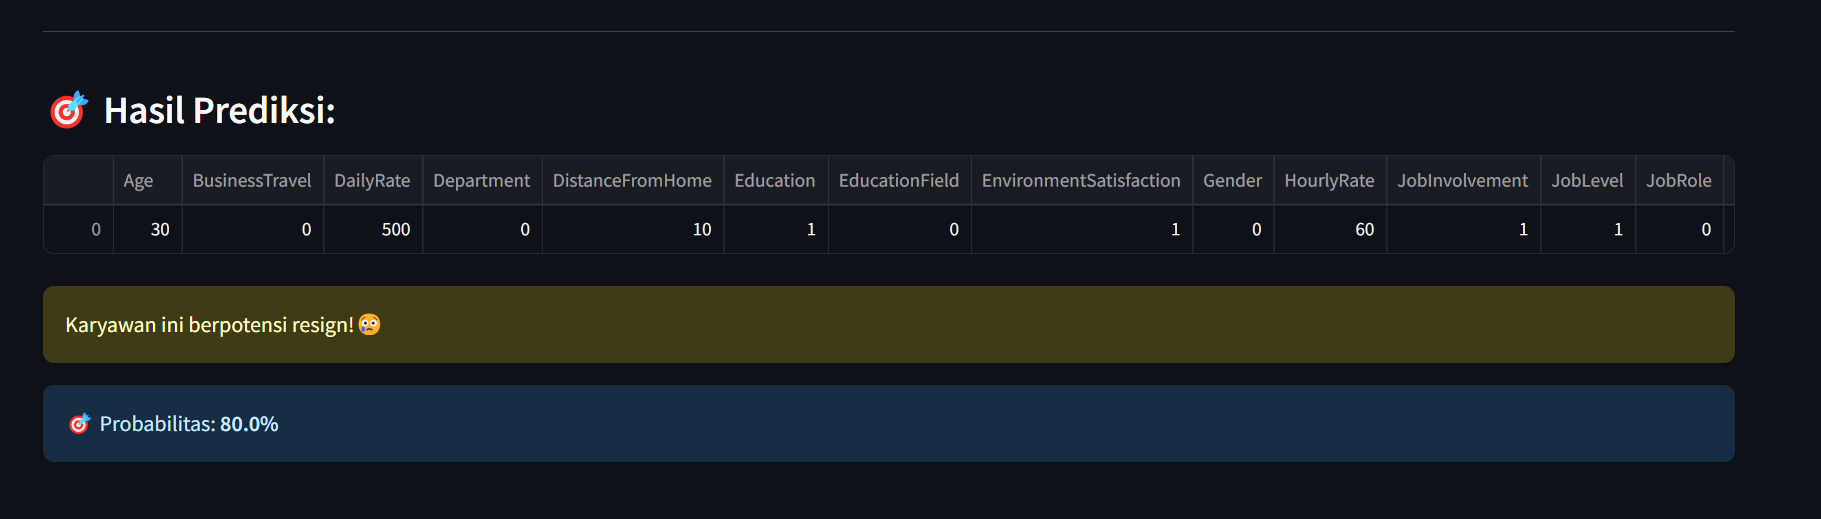 🎯 Hasil Prediksi:
Age BusinessTravel DailyRate Department DistanceFromHome Education EducationField EnvironmentSatisfaction Gender HourlyRate JobInvolvement JobLevel JobRole
0 30 0 500 0 10 1 0 1 0 60 1 1 0
Karyawan ini berpotensi resign! 😢
🎯 Probabilitas: 80.0%